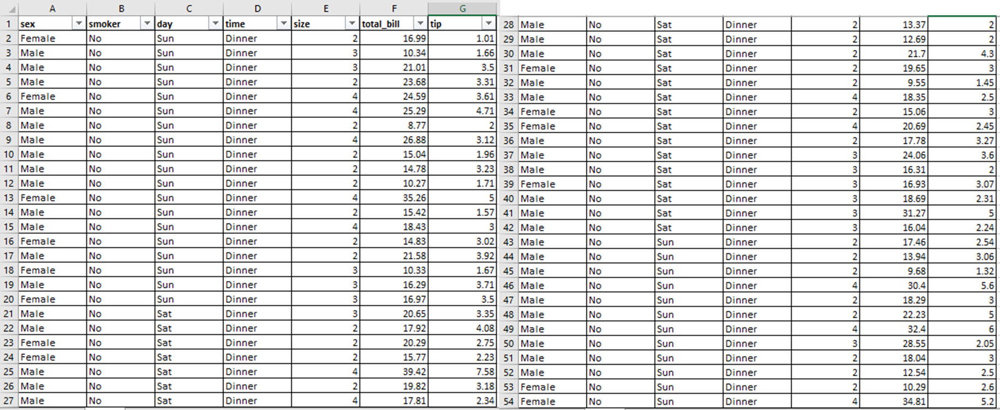 A B C D E F G
1 sex smoker day time size total_bill tip
2 Female No Sun Dinner 2 16.99 1.01
3 Male No Sun Dinner 3 10.34 1.66
4 Male No Sun Dinner 3 21.01 3.5
5 Male No Sun Dinner 2 23.68 3.31
6 Female No Sun Dinner 4 24.59 3.61
7 Male No Sun Dinner 4 25.29 4.71
8 Male No Sun Dinner 2 8.77 2
9 Male No Sun Dinner 4 26.88 3.12
10 Male No Sun Dinner 2 15.04 1.96
11 Male No Sun Dinner 2 14.78 3.23
12 Male No Sun Dinner 2 10.27 1.71
13 Female No Sun Dinner 4 35.26 5
14 Male No Sun Dinner 2 15.42 1.57
15 Male No Sun Dinner 4 18.43 3
16 Female No Sun Dinner 2 14.83 3.02
17 Male No Sun Dinner 2 21.58 3.92
18 Female No Sun Dinner 3 10.33 1.67
19 Male No Sun Dinner 3 16.29 3.71
20 Female No Sun Dinner 3 16.97 3.5
21 Male No Sat Dinner 3 20.65 3.35
22 Male No Sat Dinner 2 17.92 4.08
23 Female No Sat Dinner 2 20.29 2.75
24 Female No Sat Dinner 2 15.77 2.23
25 Male No Sat Dinner 4 39.42 7.58
26 Male No Sat Dinner 2 19.82 3.18
27 Male No Sat Dinner 4 17.81 2.34
28 Male No Sat Dinner 2 13.37 2
29 Male No Sat Dinner 2 12.69 2
30 Male No Sat Dinner 2 21.7 4.3
31 Female No Sat Dinner 2 19.65 3
32 Male No Sat Dinner 2 9.55 1.45
33 Male No Sat Dinner 4 18.35 2.5
34 Female No Sat Dinner 2 15.06 3
35 Female No Sat Dinner 4 20.69 2.45
36 Male No Sat Dinner 2 17.78 3.27
37 Male No Sat Dinner 3 24.06 3.6
38 Male No Sat Dinner 3 16.31 2
39 Female No Sat Dinner 3 16.93 3.07
40 Male No Sat Dinner 3 18.69 2.31
41 Male No Sat Dinner 3 31.27 5
42 Male No Sat Dinner 3 16.04 2.24
43 Male No Sun Dinner 2 17.46 2.54
44 Male No Sun Dinner 2 13.94 3.06
45 Male No Sun Dinner 2 9.68 1.32
46 Male No Sun Dinner 4 30.4 5.6
47 Male No Sun Dinner 2 18.29 3
48 Male No Sun Dinner 2 22.23 5
49 Male No Sun Dinner 4 32.4 6
50 Male No Sun Dinner 3 28.55 2.05
51 Male No Sun Dinner 2 18.04 3
52 Male No Sun Dinner 2 12.54 2.5
53 Female No Sun Dinner 2 10.29 2.6
54 Female No Sun Dinner 4 34.81 5.2